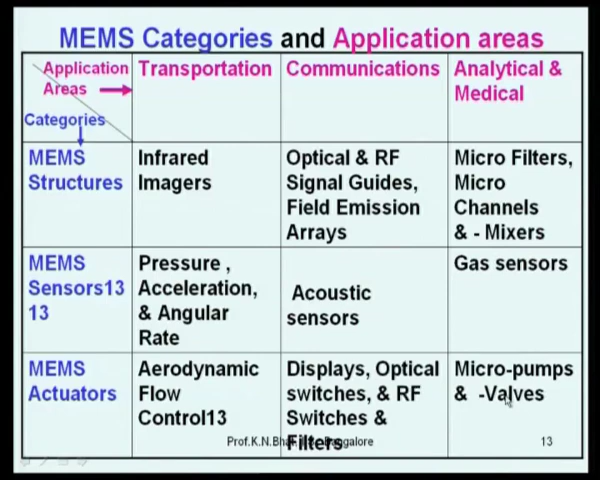 MEMS Categories and Application areas
Application Areas
Categories
Transportation
Communications
Analytical &
Medical
MEMS
Structures
Infrared
Imagers
Optical & RF
Signal Guides,
Field Emission
Arrays
Micro Filters,
Micro
Channels
& - Mixers
MEMS
Sensors13
13
Pressure ,
Acceleration,
& Angular
Rate
Acoustic
sensors
Gas sensors
MEMS
Actuators
Aerodynamic
Flow
Control13
Displays, Optical
switches, & RF
Switches &
Filters
Micro-pumps
& -Valves
Prof.K.N.Bhat
13